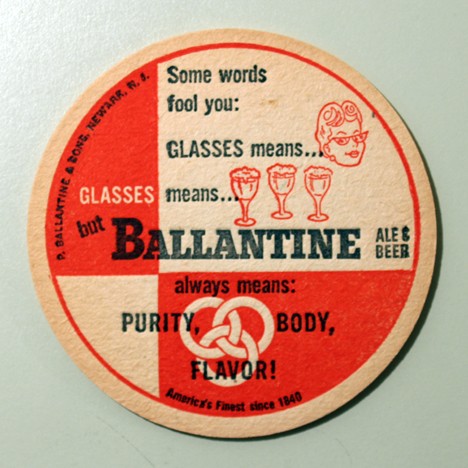 P. BALLANTINE & SONS, NEWARK, N. J.
Some words
fool you:
GLASSES means...
GLASSES means...
but BALLANTINE ALE &
BEER
always means:
PURITY, BODY,
FLAVOR!
America's Finest since 1840